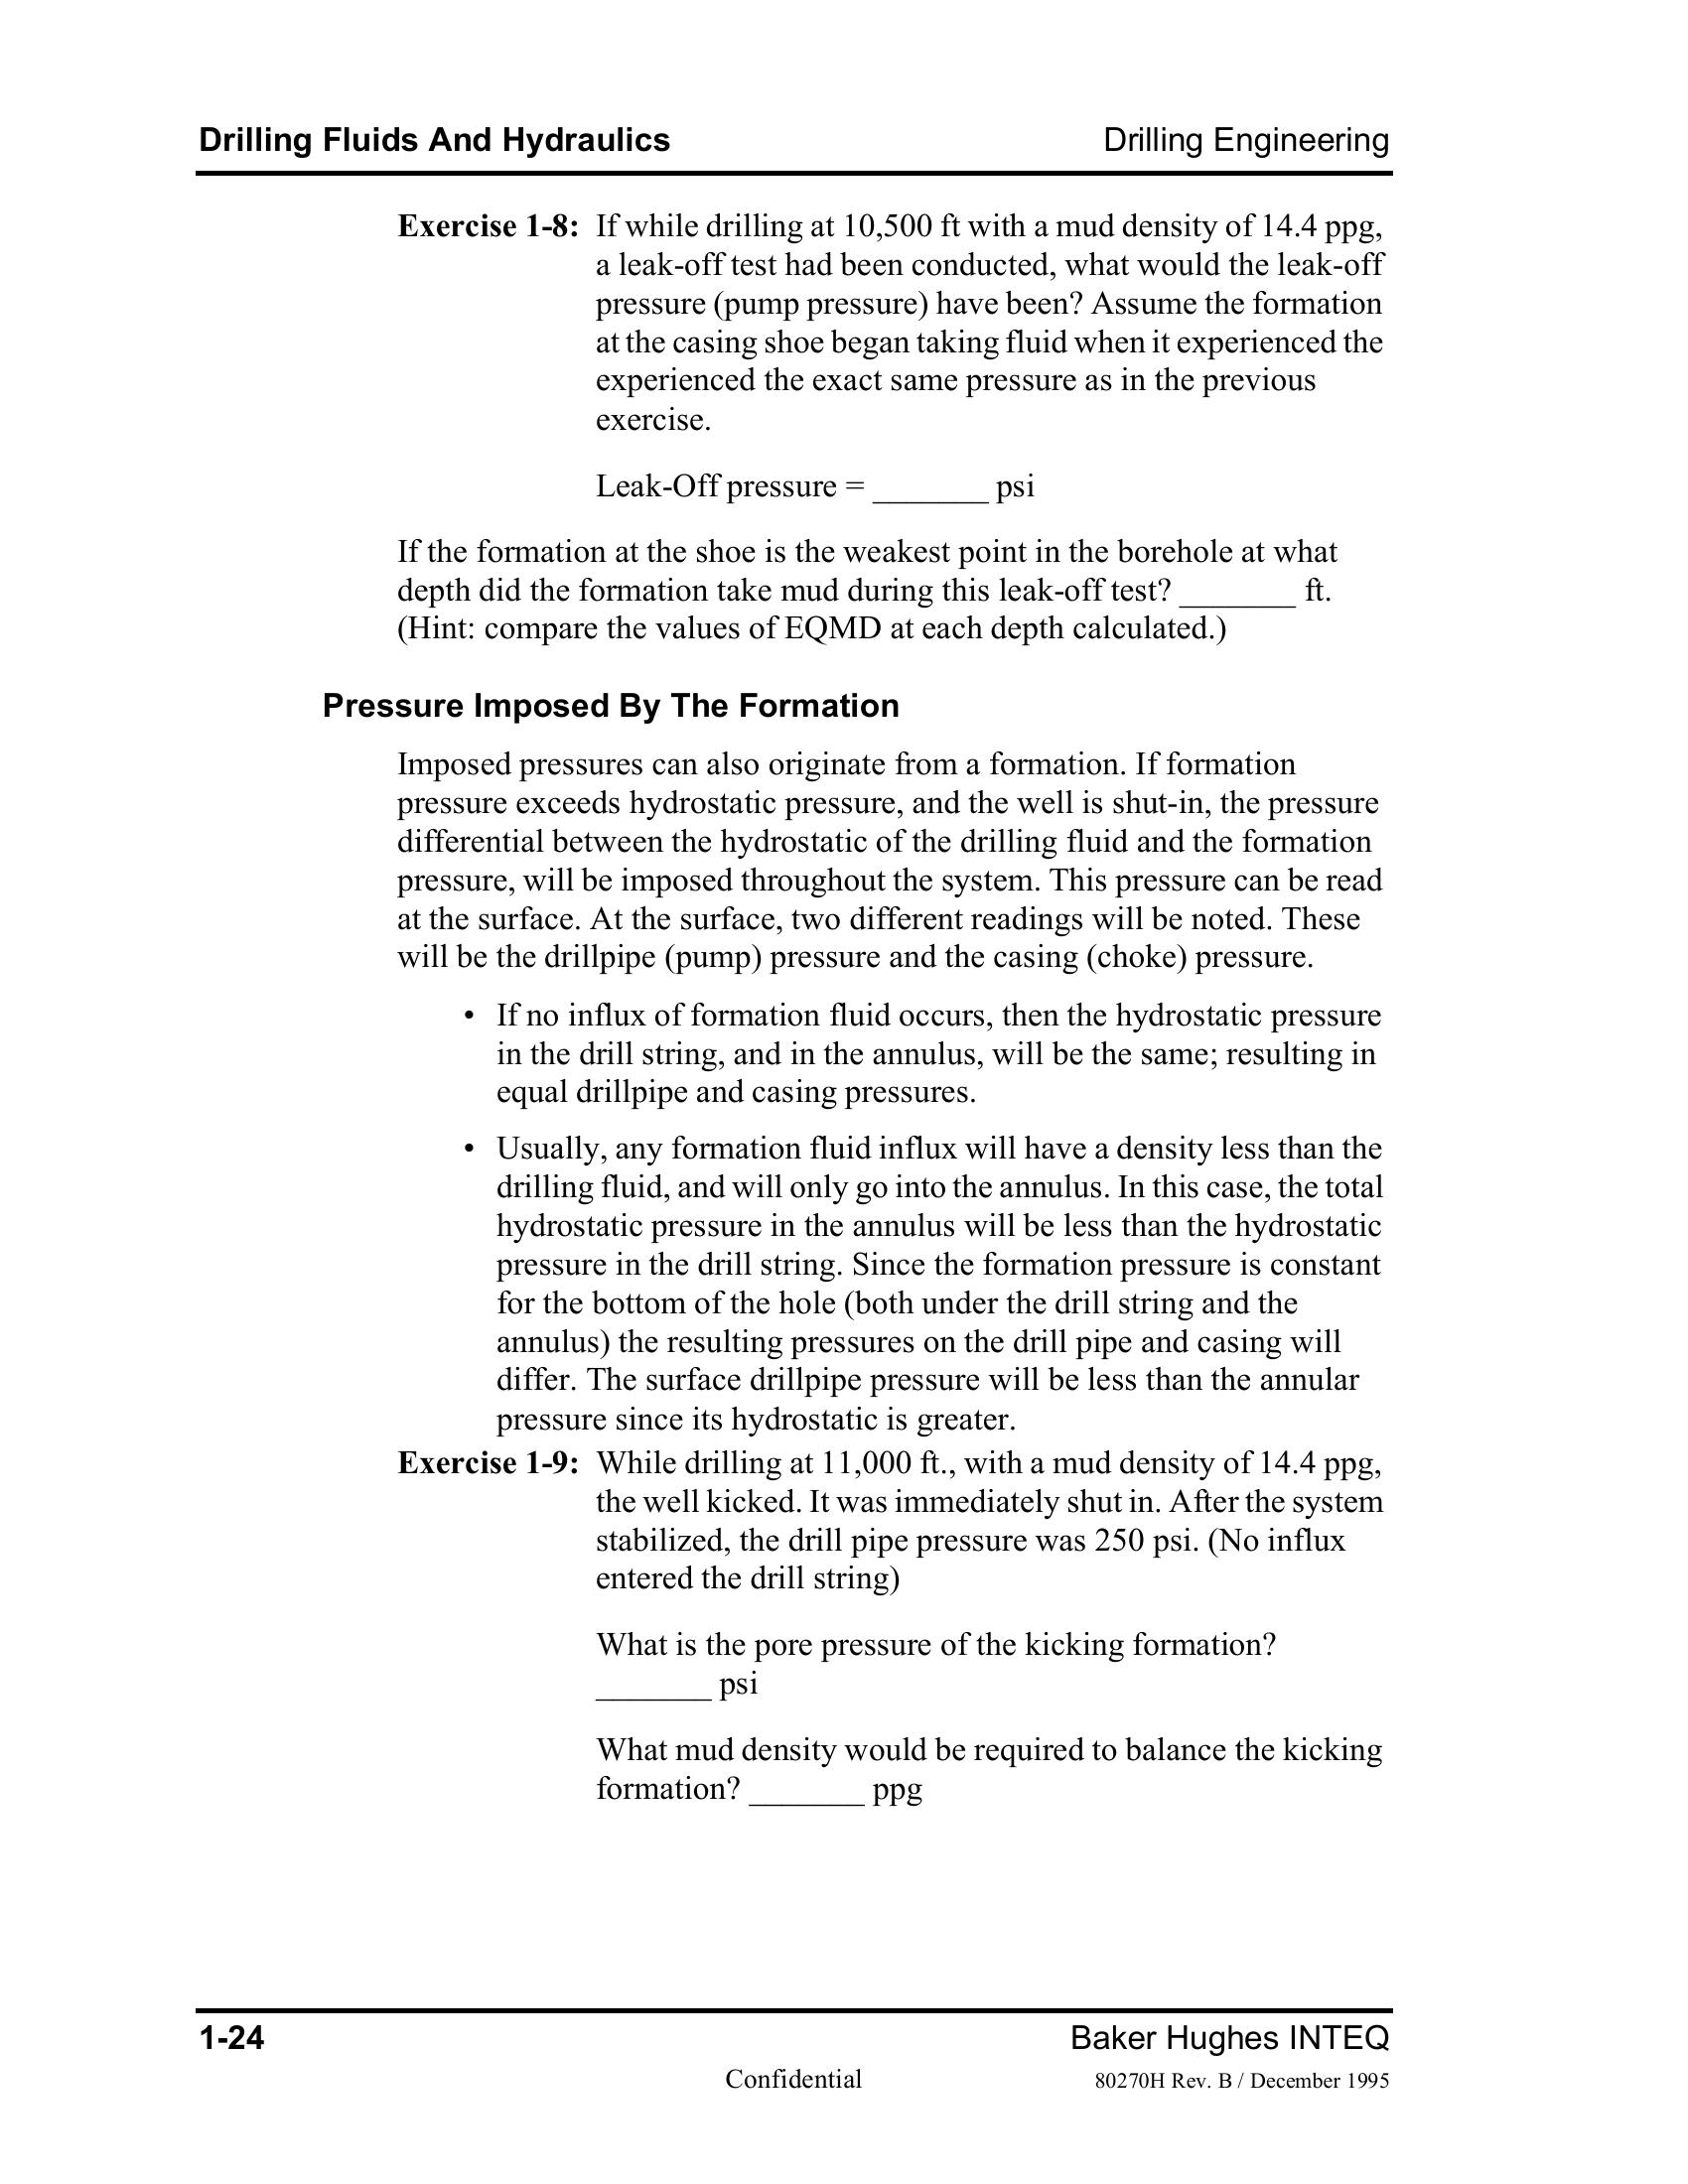 Drilling Fluids And Hydraulics Drilling Engineering
Exercise 1-8: If while drilling at 10,500 ft with a mud density of 14.4 ppg,
a leak-off test had been conducted, what would the leak-off
pressure (pump pressure) have been? Assume the formation
at the casing shoe began taking fluid when it experienced the
experienced the exact same pressure as in the previous
exercise.
Leak-Off pressure = _______ psi
If the formation at the shoe is the weakest point in the borehole at what
depth did the formation take mud during this leak-off test? _______ ft.
(Hint: compare the values of EQMD at each depth calculated.)
Pressure Imposed By The Formation
Imposed pressures can also originate from a formation. If formation
pressure exceeds hydrostatic pressure, and the well is shut-in, the pressure
differential between the hydrostatic of the drilling fluid and the formation
pressure, will be imposed throughout the system. This pressure can be read
at the surface. At the surface, two different readings will be noted. These
will be the drillpipe (pump) pressure and the casing (choke) pressure.
• If no influx of formation fluid occurs, then the hydrostatic pressure
in the drill string, and in the annulus, will be the same; resulting in
equal drillpipe and casing pressures.
• Usually, any formation fluid influx will have a density less than the
drilling fluid, and will only go into the annulus. In this case, the total
hydrostatic pressure in the annulus will be less than the hydrostatic
pressure in the drill string. Since the formation pressure is constant
for the bottom of the hole (both under the drill string and the
annulus) the resulting pressures on the drill pipe and casing will
differ. The surface drillpipe pressure will be less than the annular
pressure since its hydrostatic is greater.
Exercise 1-9: While drilling at 11,000 ft., with a mud density of 14.4 ppg,
the well kicked. It was immediately shut in. After the system
stabilized, the drill pipe pressure was 250 psi. (No influx
entered the drill string)
What is the pore pressure of the kicking formation?
_______ psi
What mud density would be required to balance the kicking
formation? _______ ppg
1-24 Baker Hughes INTEQ
Confidential 80270H Rev. B / December 1995